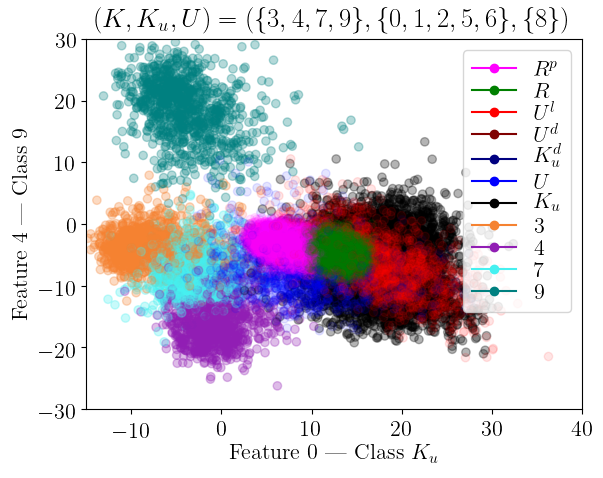 (K, K_u, U) = ({3, 4, 7, 9}, {0, 1, 2, 5, 6}, {8})
30
20
10
0
−10
−20
−30
Feature 4 — Class 9
R^p
R
U^l
U^d
K_u^d
U
K_u
3
4
7
9
−10
0
10
20
30
40
Feature 0 — Class K_u